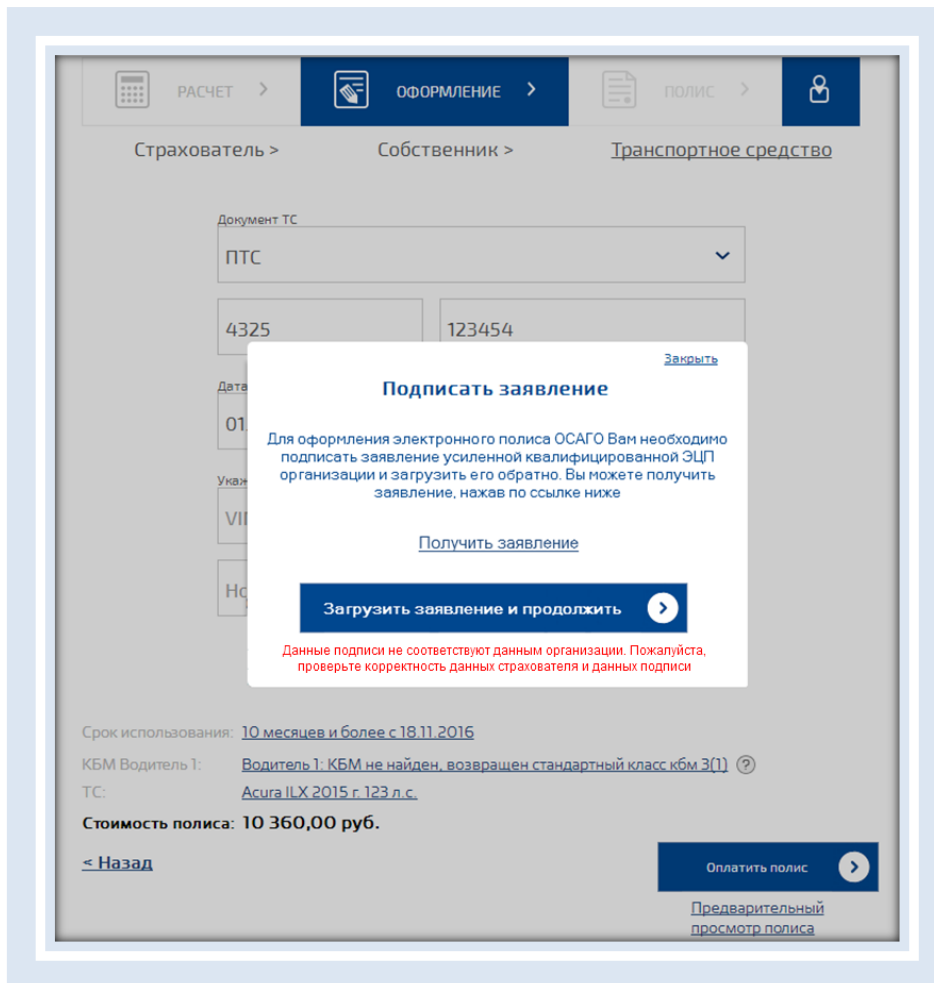 РАСЧЕТ >
ОФОРМЛЕНИЕ >
ПОЛИС >
Страхователь >
Собственник >
Транспортное средство
Документ ТС
ПТС
4325
123454
Закрыть
Подписать заявление
Дата
01.
Для оформления электронного полиса ОСАГО Вам необходимо
подписать заявление усиленной квалифицированной ЭЦП
организации и загрузить его обратно. Вы можете получить
заявление, нажав по ссылке ниже
Укаж
VI
Получить заявление
Но
Загрузить заявление и продолжить
Данные подписи не соответствуют данным организации. Пожалуйста,
проверьте корректность данных страхователя и данных подписи
Срок использования: 10 месяцев и более с 18.11.2016
КБМ Водитель 1: Водитель 1: КБМ не найден, возвращен стандартный класс кбм 3(1) ?
ТС: Acura ILX 2015 г. 123 л.с.
Стоимость полиса: 10 360,00 руб.
< Назад
Оплатить полис
Предварительный
просмотр полиса